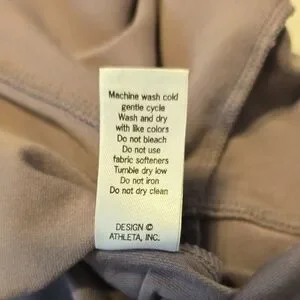 Machine wash cold
gentle cycle
Wash and dry
with like colors
Do not bleach
Do not use
fabric softeners
Tumble dry low
Do not iron
Do not dry clean
DESIGN ©
ATHLETA, INC.